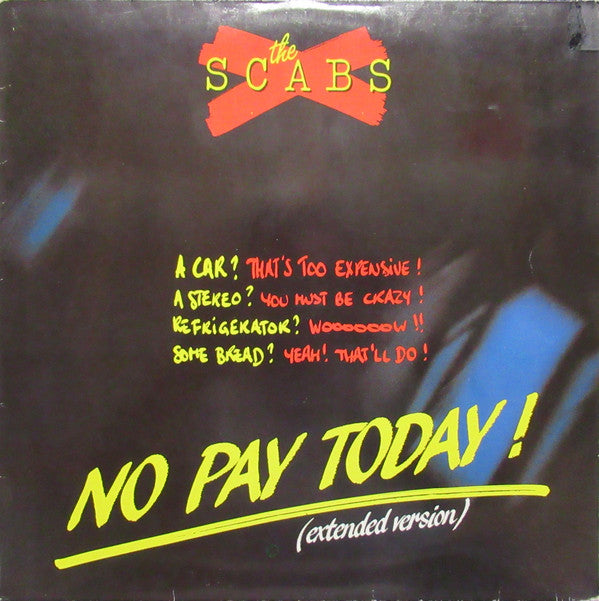 the
SCABS
A CAR? THAT'S TOO EXPENSIVE!
A STEREO? YOU MUST BE CRAZY!
REFRIGERATOR? WOOOOOOW!!
SOME BREAD? YEAH! THAT'LL DO!
NO PAY TODAY!
(extended version)